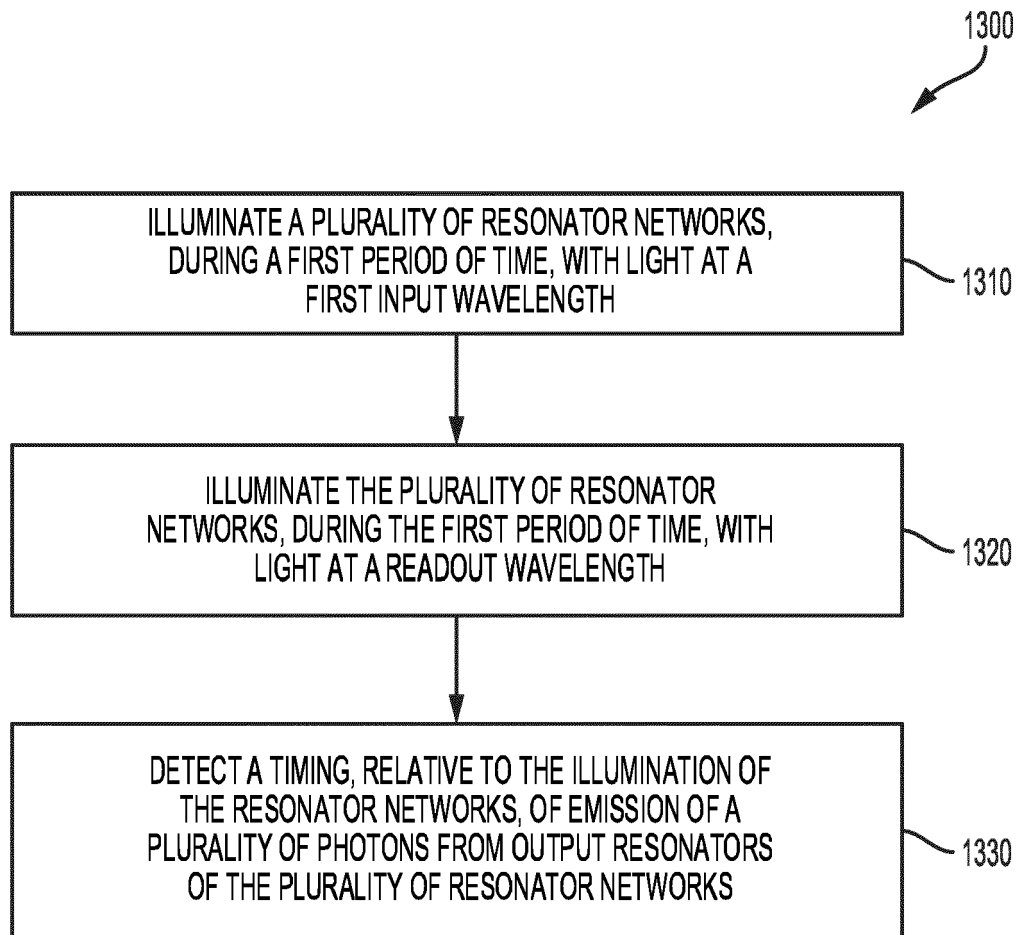 1300
ILLUMINATE A PLURALITY OF RESONATOR NETWORKS,
DURING A FIRST PERIOD OF TIME, WITH LIGHT AT A
FIRST INPUT WAVELENGTH
1310
ILLUMINATE THE PLURALITY OF RESONATOR
NETWORKS, DURING THE FIRST PERIOD OF TIME, WITH
LIGHT AT A READOUT WAVELENGTH
1320
DETECT A TIMING, RELATIVE TO THE ILLUMINATION OF
THE RESONATOR NETWORKS, OF EMISSION OF A
PLURALITY OF PHOTONS FROM OUTPUT RESONATORS
OF THE PLURALITY OF RESONATOR NETWORKS
1330